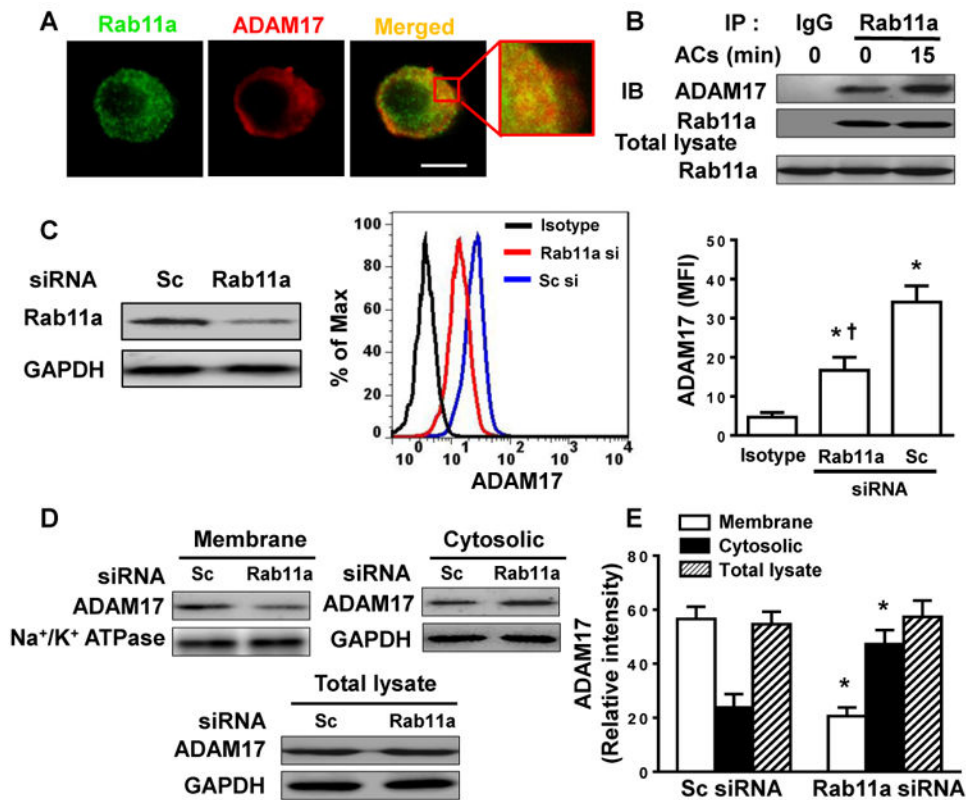 A
Rab11a ADAM17 Merged
B
IP : IgG Rab11a
ACs (min) 0 0 15
IB ADAM17
Rab11a
Total lysate
Rab11a
C
siRNA Sc Rab11a
Rab11a
GAPDH
% of Max
100
80
60
40
20
0
Isotype
Rab11a si
Sc si
10⁰ 10¹ 10² 10³ 10⁴
ADAM17
ADAM17 (MFI)
50
40
30
20
10
0
* †
*
Isotype Rab11a Sc
siRNA
D
Membrane
siRNA Sc Rab11a
ADAM17
Na⁺/K⁺ ATPase
Cytosolic
siRNA Sc Rab11a
ADAM17
GAPDH
Total lysate
siRNA Sc Rab11a
ADAM17
GAPDH
E
Membrane
Cytosolic
Total lysate
ADAM17
(Relative intensity)
80
60
40
20
0
*
*
Sc siRNA Rab11a siRNA